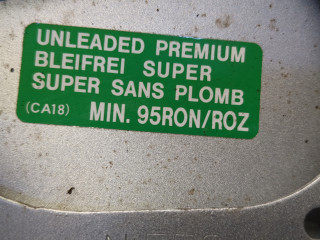 UNLEADED PREMIUM
BLEIFREI SUPER
SUPER SANS PLOMB
(CA18) MIN. 95RON/ROZ